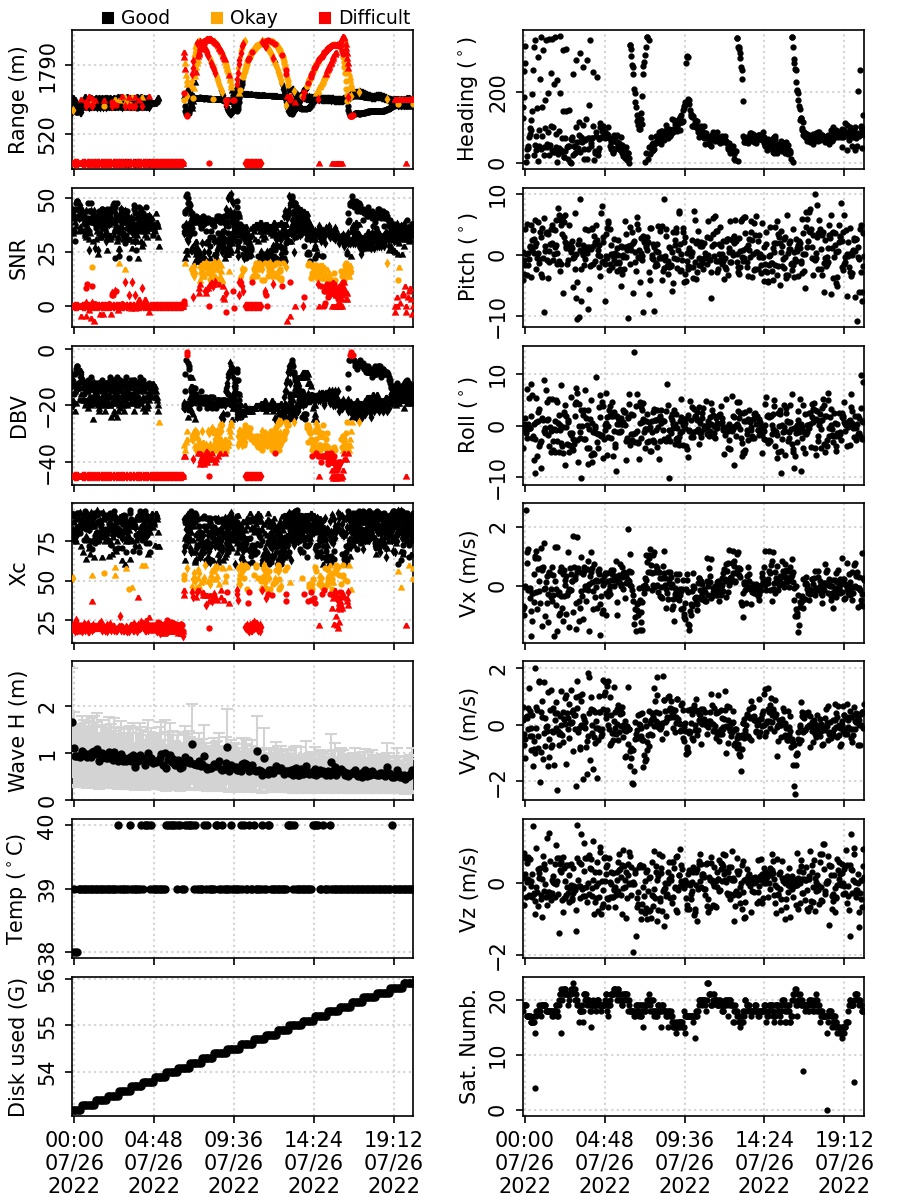 Good Okay Difficult
Range (m)
1790
520
Heading (°)
200
0
SNR
50
25
0
Pitch (°)
10
0
−10
DBV
0
−20
−40
Roll (°)
10
0
−10
Xc
75
50
25
Vx (m/s)
2
0
Wave H (m)
2
1
0
Vy (m/s)
2
0
−2
Temp (°C)
40
39
38
Vz (m/s)
0
−2
Disk used (G)
56
55
54
Sat. Numb.
20
10
0
00:00 04:48 09:36 14:24 19:12
07/26 07/26 07/26 07/26 07/26
2022 2022 2022 2022 2022
00:00 04:48 09:36 14:24 19:12
07/26 07/26 07/26 07/26 07/26
2022 2022 2022 2022 2022